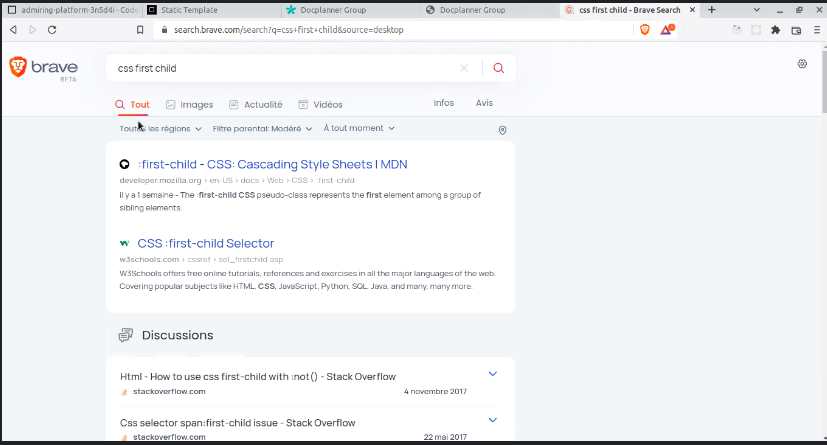 admiring-platform-3n5d4i - Code
Static Template
Docplanner Group
Docplanner Group
css first child - Brave Search
search.brave.com/search?q=css+first+child&source=desktop
brave
BETA
css first child
Tout
Images
Actualité
Vidéos
Infos
Avis
Toutes les régions
Filtre parental: Modéré
À tout moment
:first-child - CSS: Cascading Style Sheets | MDN
developer.mozilla.org › en-US › docs › Web › CSS › :first-child
il y a 1 semaine - The :first-child CSS pseudo-class represents the first element among a group of
sibling elements.
CSS :first-child Selector
w3schools.com › cssref › sel_firstchild.asp
W3Schools offers free online tutorials, references and exercises in all the major languages of the web.
Covering popular subjects like HTML, CSS, JavaScript, Python, SQL, Java, and many, many more.
Discussions
Html - How to use css first-child with :not() - Stack Overflow
stackoverflow.com
4 novembre 2017
Css selector span:first-child issue - Stack Overflow
stackoverflow.com
22 mai 2017